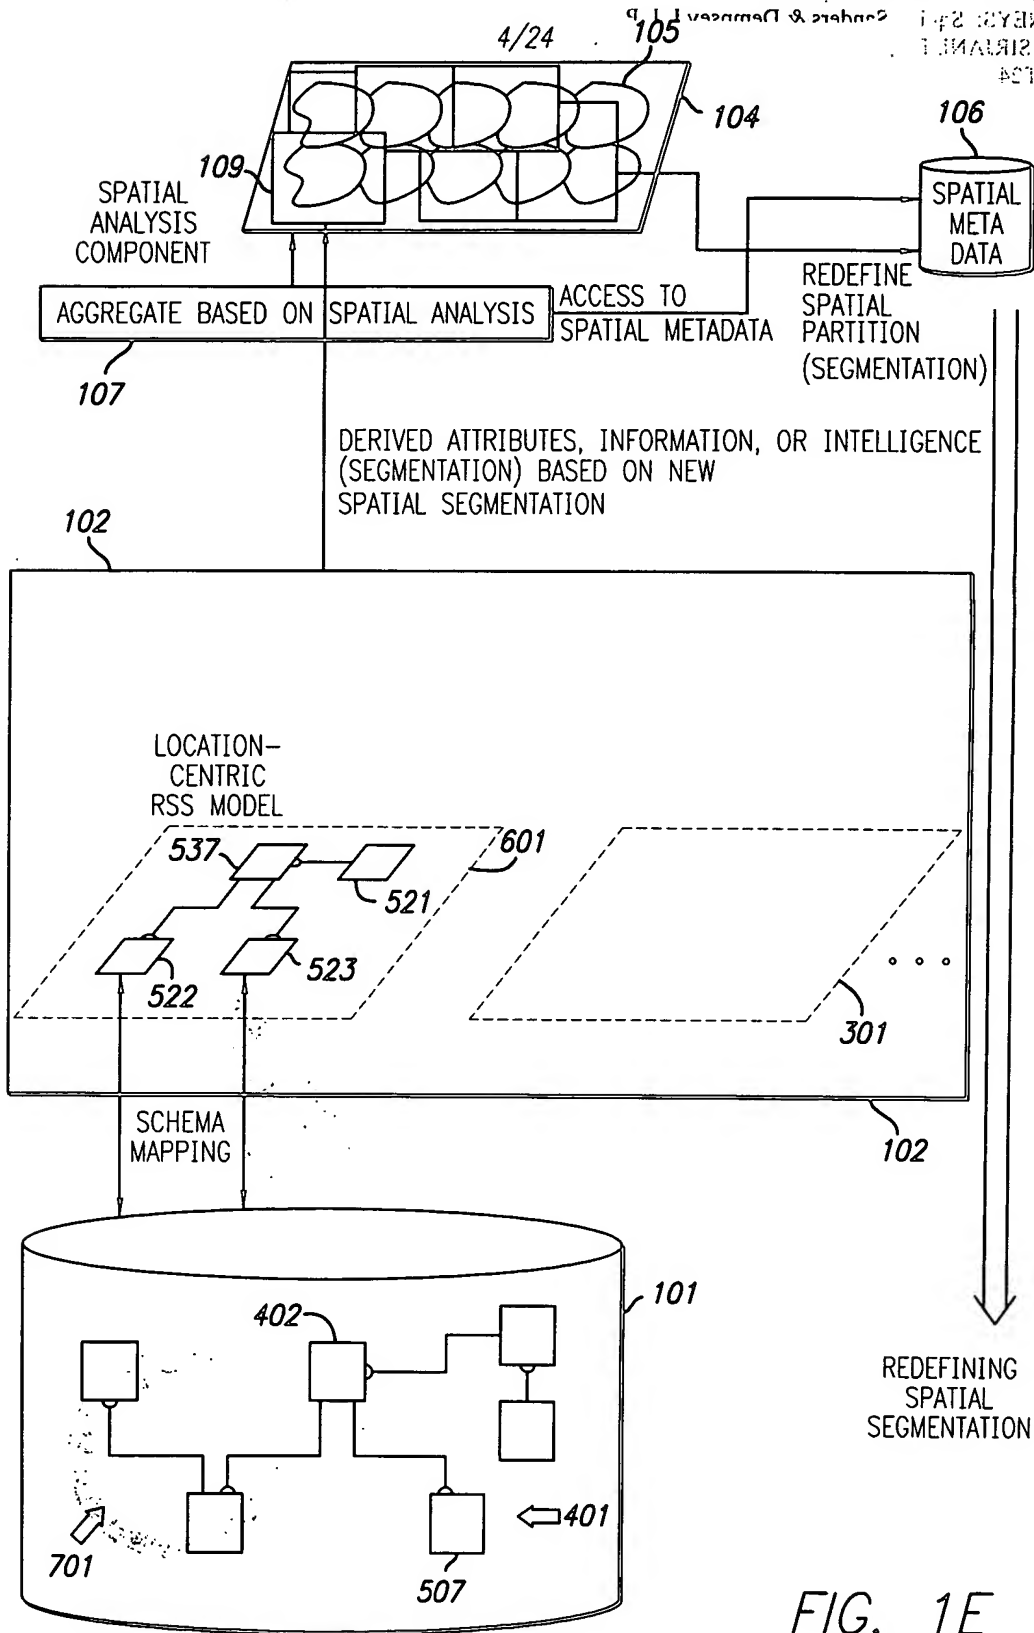 Sanders & Dempsey L.L.P.
4/24
105
104
106
109
SPATIAL
ANALYSIS
COMPONENT
SPATIAL
META
DATA
AGGREGATE BASED ON SPATIAL ANALYSIS
ACCESS TO
SPATIAL METADATA
REDEFINE
SPATIAL
PARTITION
(SEGMENTATION)
107
DERIVED ATTRIBUTES, INFORMATION, OR INTELLIGENCE
(SEGMENTATION) BASED ON NEW
SPATIAL SEGMENTATION
102
LOCATION-
CENTRIC
RSS MODEL
537
601
521
522
523
301
SCHEMA
MAPPING
102
101
402
REDEFINING
SPATIAL
SEGMENTATION
401
701
507
FIG. 1E